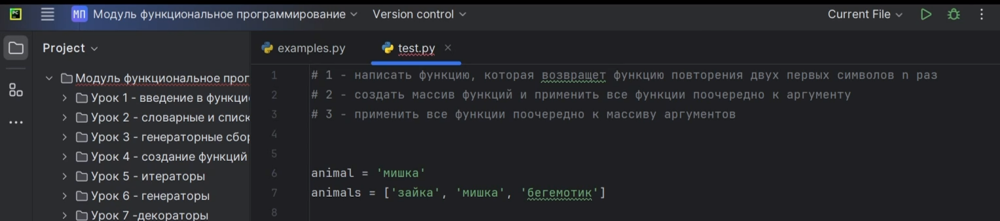 PC
МП Модуль функциональное программирование Version control Current File
Project
examples.py test.py
Модуль функциональное прог
Урок 1 - введение в функци
Урок 2 - словарные и списк
Урок 3 - генераторные сбо
Урок 4 - создание функций
Урок 5 - итераторы
Урок 6 - генераторы
Урок 7 -декораторы
1 # 1 - написать функцию, которая возвращет функцию повторения двух первых символов n раз
2 # 2 - создать массив функций и применить все функции поочередно к аргументу
3 # 3 - применить все функции поочередно к массиву аргументов
4
5
6 animal = 'мишка'
7 animals = ['зайка', 'мишка', 'бегемотик']
8